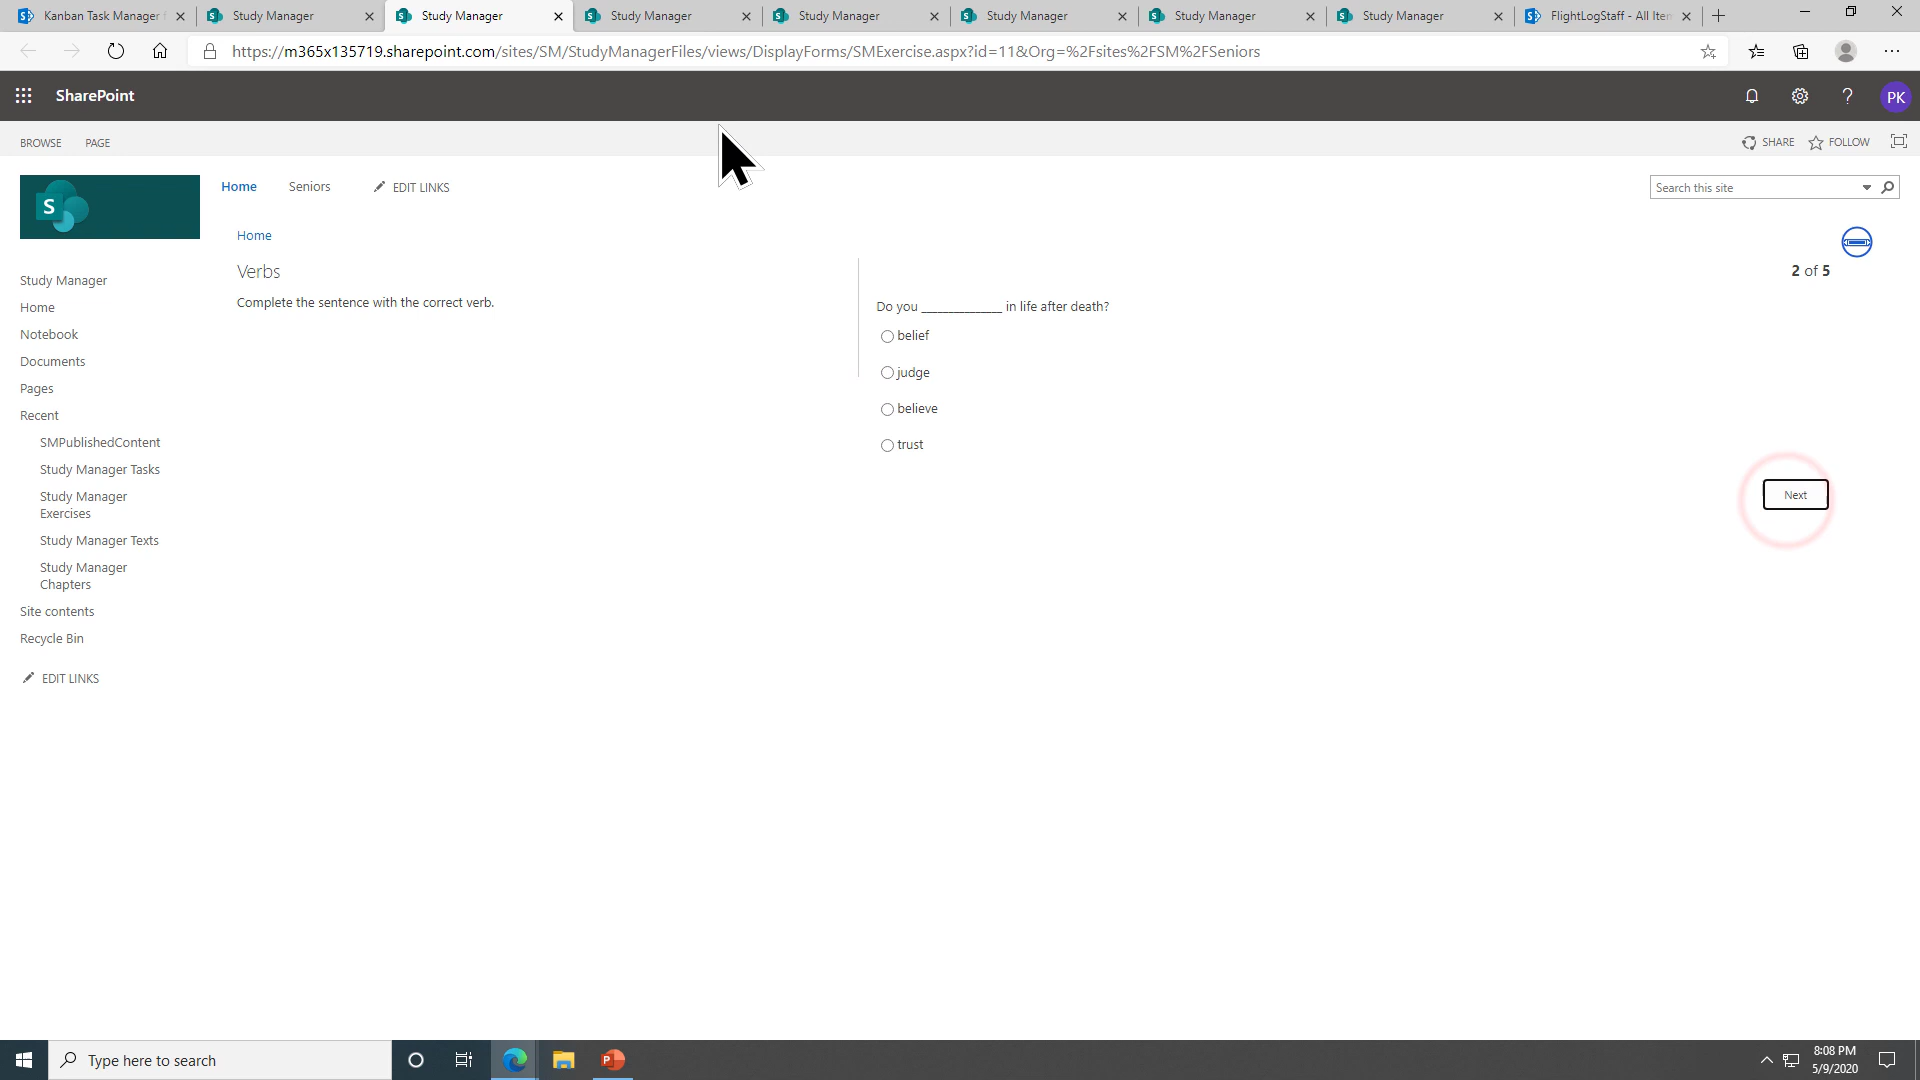 Kanban Task Manager
Study Manager
Study Manager
Study Manager
Study Manager
Study Manager
Study Manager
Study Manager
FlightLogStaff - All Iten
https://m365x135719.sharepoint.com/sites/SM/StudyManagerFiles/views/DisplayForms/SMExercise.aspx?id=11&Org=%2Fsites%2FSM%2FSeniors
SharePoint
PK
BROWSE PAGE
SHARE FOLLOW
S
Home Seniors EDIT LINKS
Search this site
Home
Verbs
2 of 5
Complete the sentence with the correct verb.
Do you ______________ in life after death?
belief
judge
believe
trust
Next
Study Manager
Home
Notebook
Documents
Pages
Recent
SMPublishedContent
Study Manager Tasks
Study Manager
Exercises
Study Manager Texts
Study Manager
Chapters
Site contents
Recycle Bin
EDIT LINKS
Type here to search
8:08 PM
5/9/2020